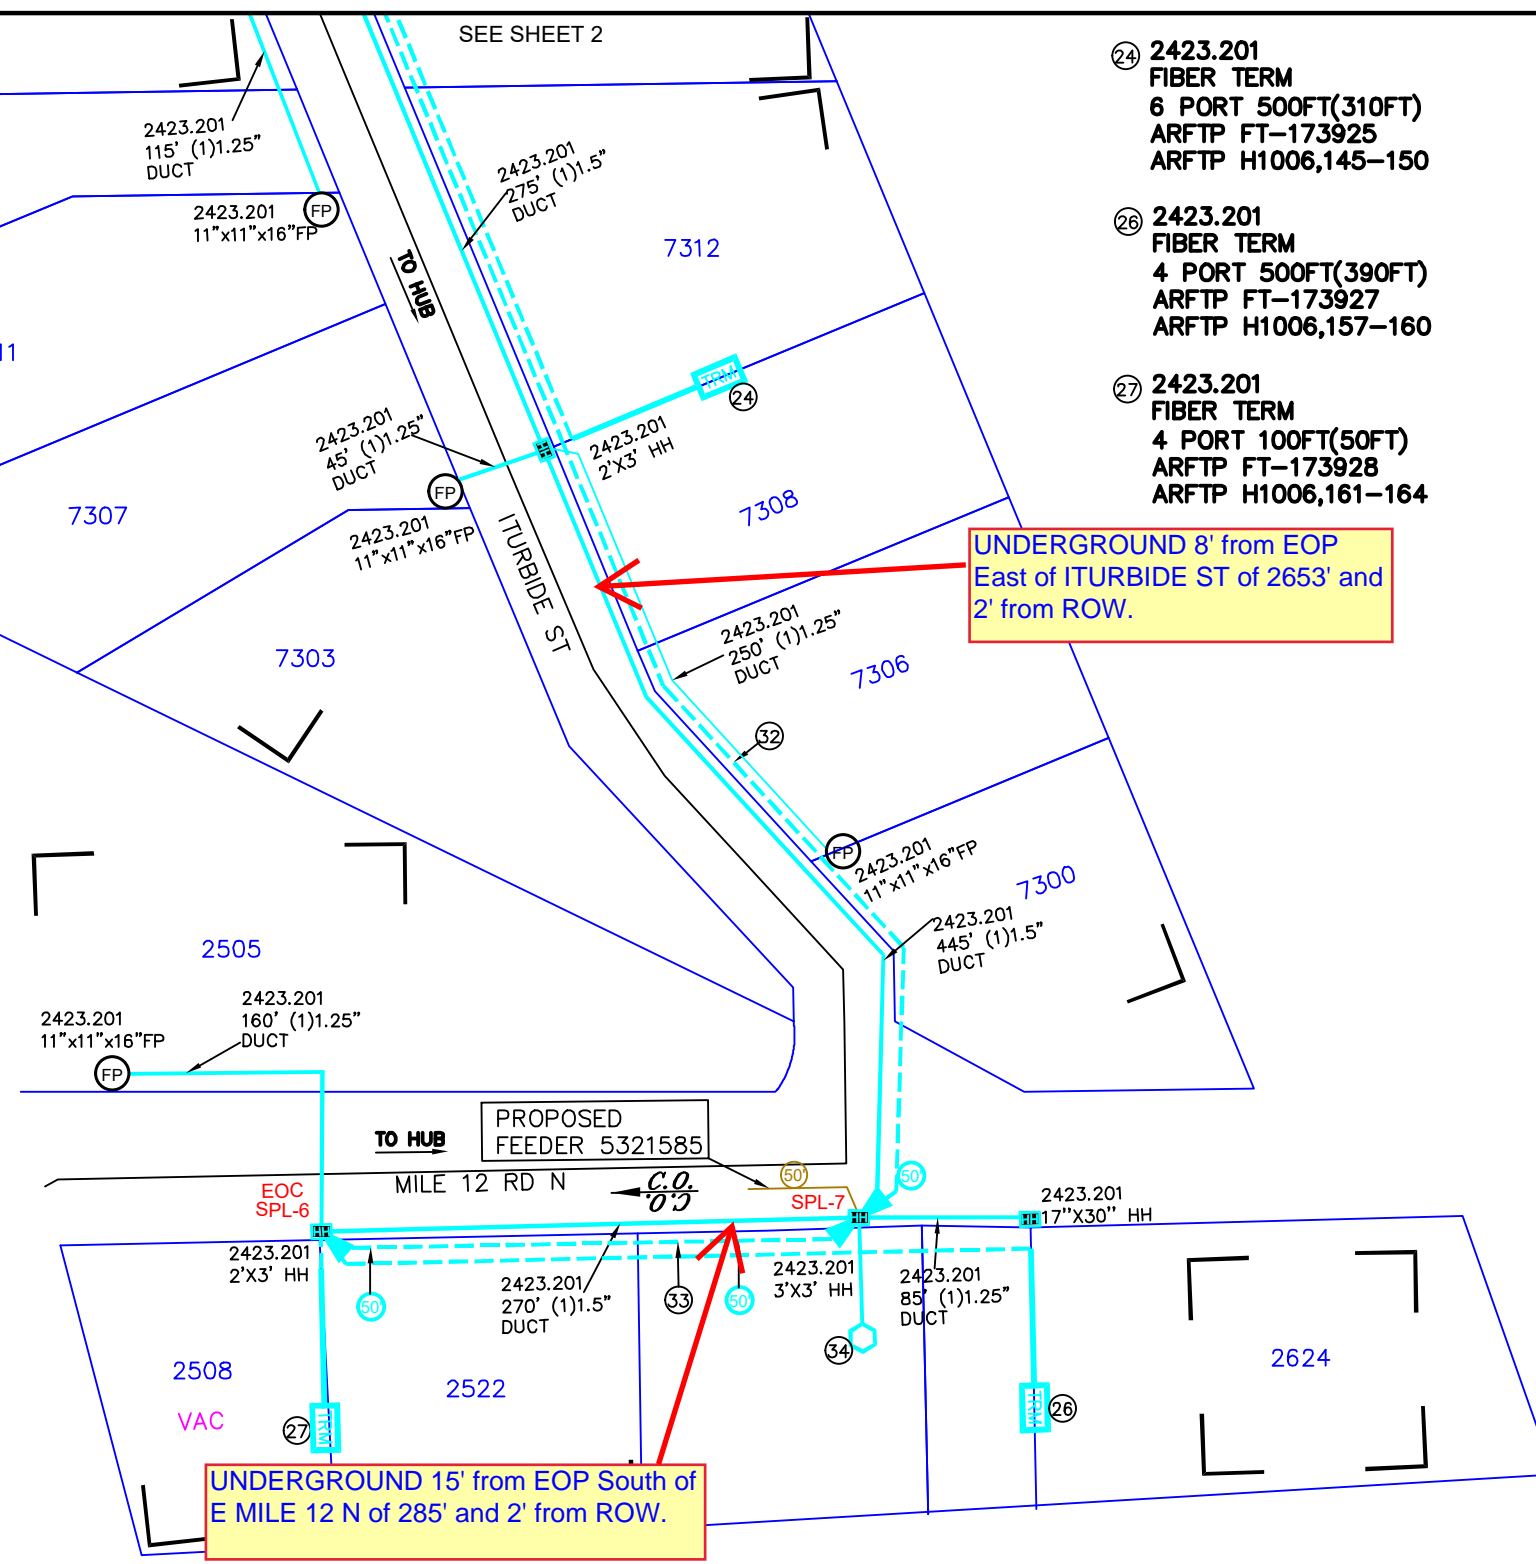 SEE SHEET 2
24 2423.201
FIBER TERM
6 PORT 500FT(310FT)
ARFTP FT-173925
ARFTP H1006,145-150
26 2423.201
FIBER TERM
4 PORT 500FT(390FT)
ARFTP FT-173927
ARFTP H1006,157-160
27 2423.201
FIBER TERM
4 PORT 100FT(50FT)
ARFTP FT-173928
ARFTP H1006,161-164
2423.201
115' (1)1.25"
DUCT
2423.201
11"x11"x16"FP
FP
2423.201
275' (1)1.5"
DUCT
7312
TO HUB
11
TRM
24
2423.201
45' (1)1.25"
DUCT
2423.201
2'X3' HH
FP
7307
2423.201
11"x11"x16"FP
7308
ITURBIDE ST
UNDERGROUND 8' from EOP
East of ITURBIDE ST of 2653' and
2' from ROW.
7303
2423.201
250' (1)1.25"
DUCT
7306
32
FP
2423.201
11"x11"x16"FP
7300
2423.201
445' (1)1.5"
DUCT
2505
2423.201
11"x11"x16"FP
FP
2423.201
160' (1)1.25"
DUCT
PROPOSED
FEEDER 5321585
TO HUB
MILE 12 RD N
C.O.
C.O.
50'
50'
EOC
SPL-6
SPL-7
2423.201
17"X30" HH
2423.201
2'X3' HH
50'
2423.201
270' (1)1.5"
DUCT
33
50'
2423.201
3'X3' HH
34
2423.201
85' (1)1.25"
DUCT
2508
VAC
2522
2624
27
TRM
TRM
26
UNDERGROUND 15' from EOP South of
E MILE 12 N of 285' and 2' from ROW.